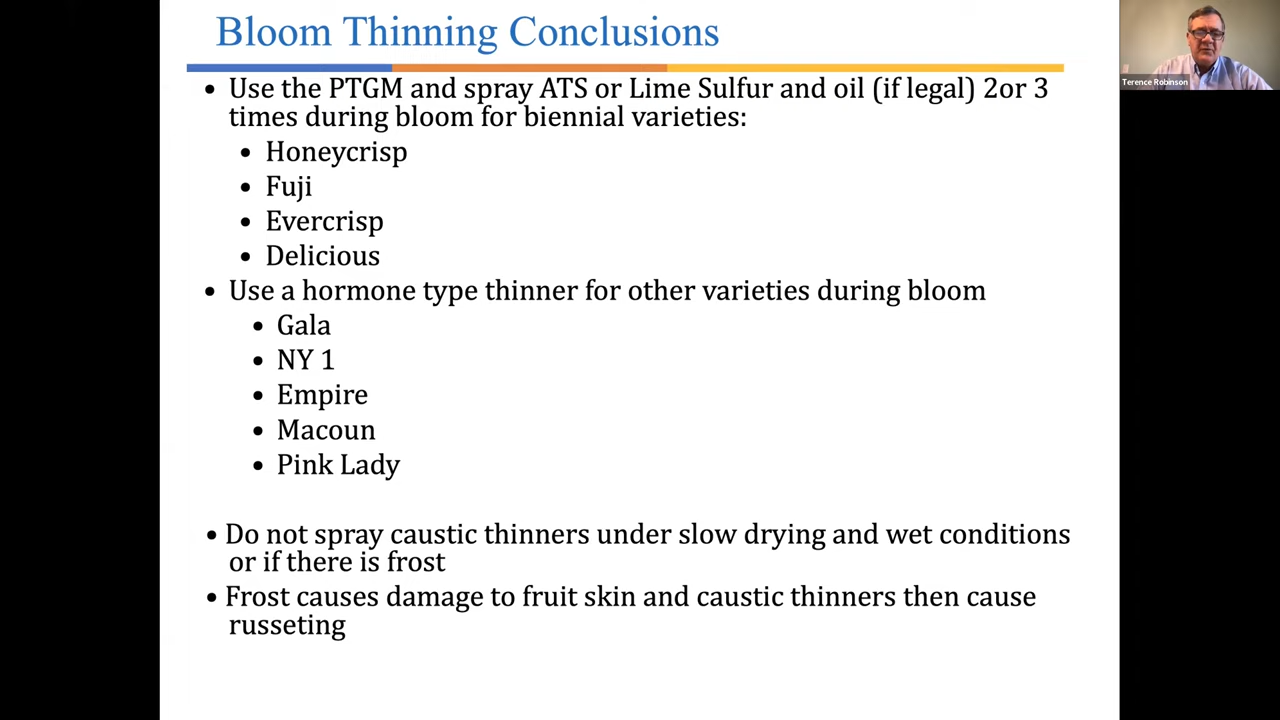 Bloom Thinning Conclusions
• Use the PTGM and spray ATS or Lime Sulfur and oil (if legal) 2or 3
times during bloom for biennial varieties:
• Honeycrisp
• Fuji
• Evercrisp
• Delicious
• Use a hormone type thinner for other varieties during bloom
• Gala
• NY 1
• Empire
• Macoun
• Pink Lady
• Do not spray caustic thinners under slow drying and wet conditions
or if there is frost
• Frost causes damage to fruit skin and caustic thinners then cause
russeting
Terence Robinson